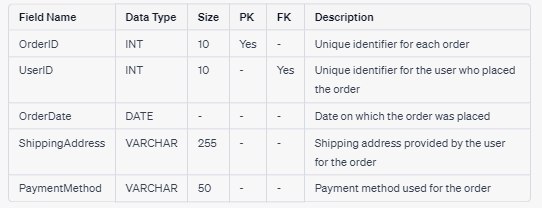 Field Name Data Type Size PK FK Description
OrderID INT 10 Yes - Unique identifier for each order
UserID INT 10 - Yes Unique identifier for the user who placed
the order
OrderDate DATE - - - Date on which the order was placed
ShippingAddress VARCHAR 255 - - Shipping address provided by the user
for the order
PaymentMethod VARCHAR 50 - - Payment method used for the order